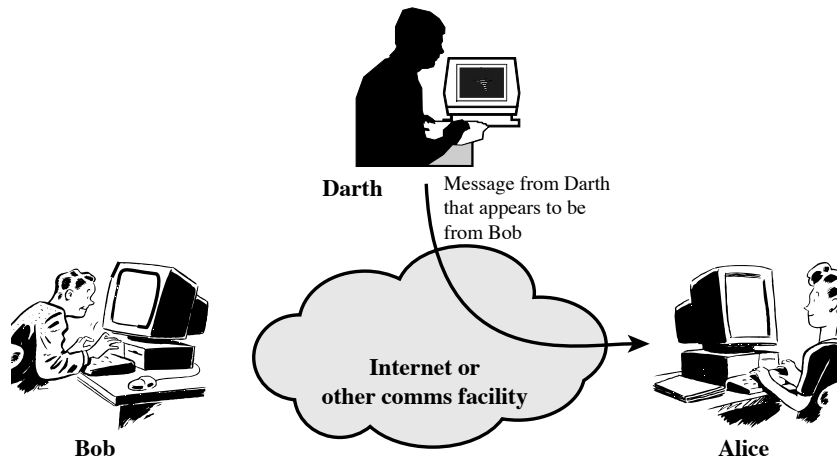 Darth
Message from Darth
that appears to be
from Bob
Internet or
other comms facility
Bob
Alice